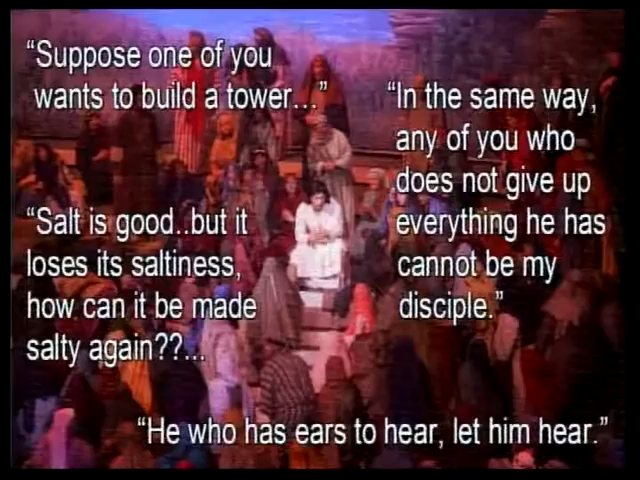 “Suppose one of you
wants to build a tower…”
“Salt is good..but it
loses its saltiness,
how can it be made
salty again??...
“In the same way,
any of you who
does not give up
everything he has
cannot be my
disciple.”
“He who has ears to hear, let him hear.”